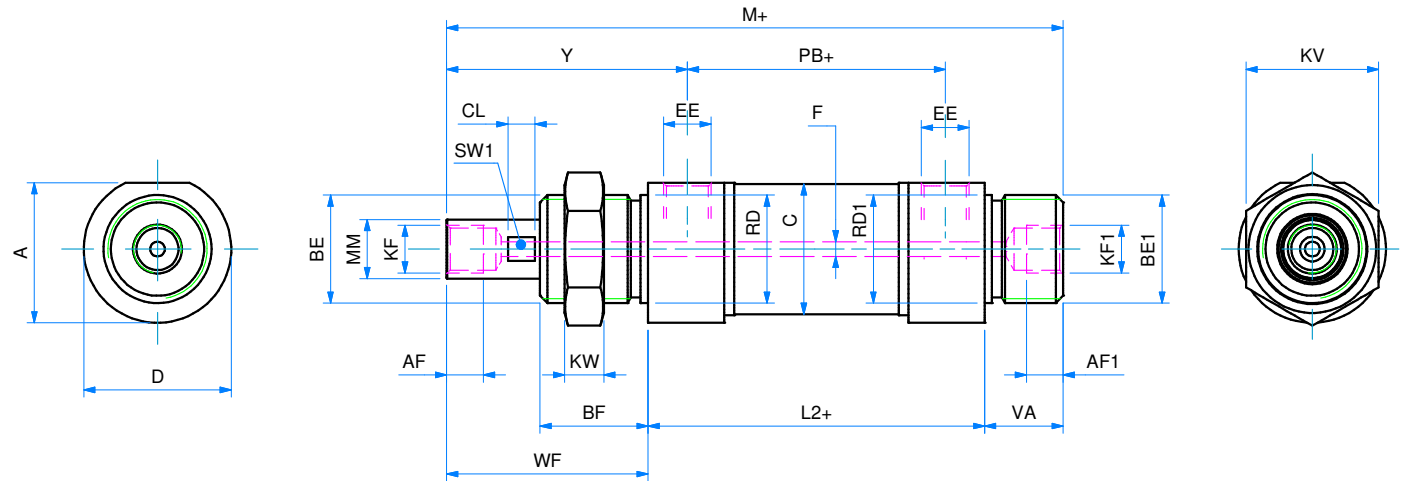 M+
Y
PB+
KV
CL
EE
F
EE
SW1
A
BE
MM
KF
RD
C
RD1
KF1
BE1
AF
KW
AF1
D
BF
L2+
VA
WF